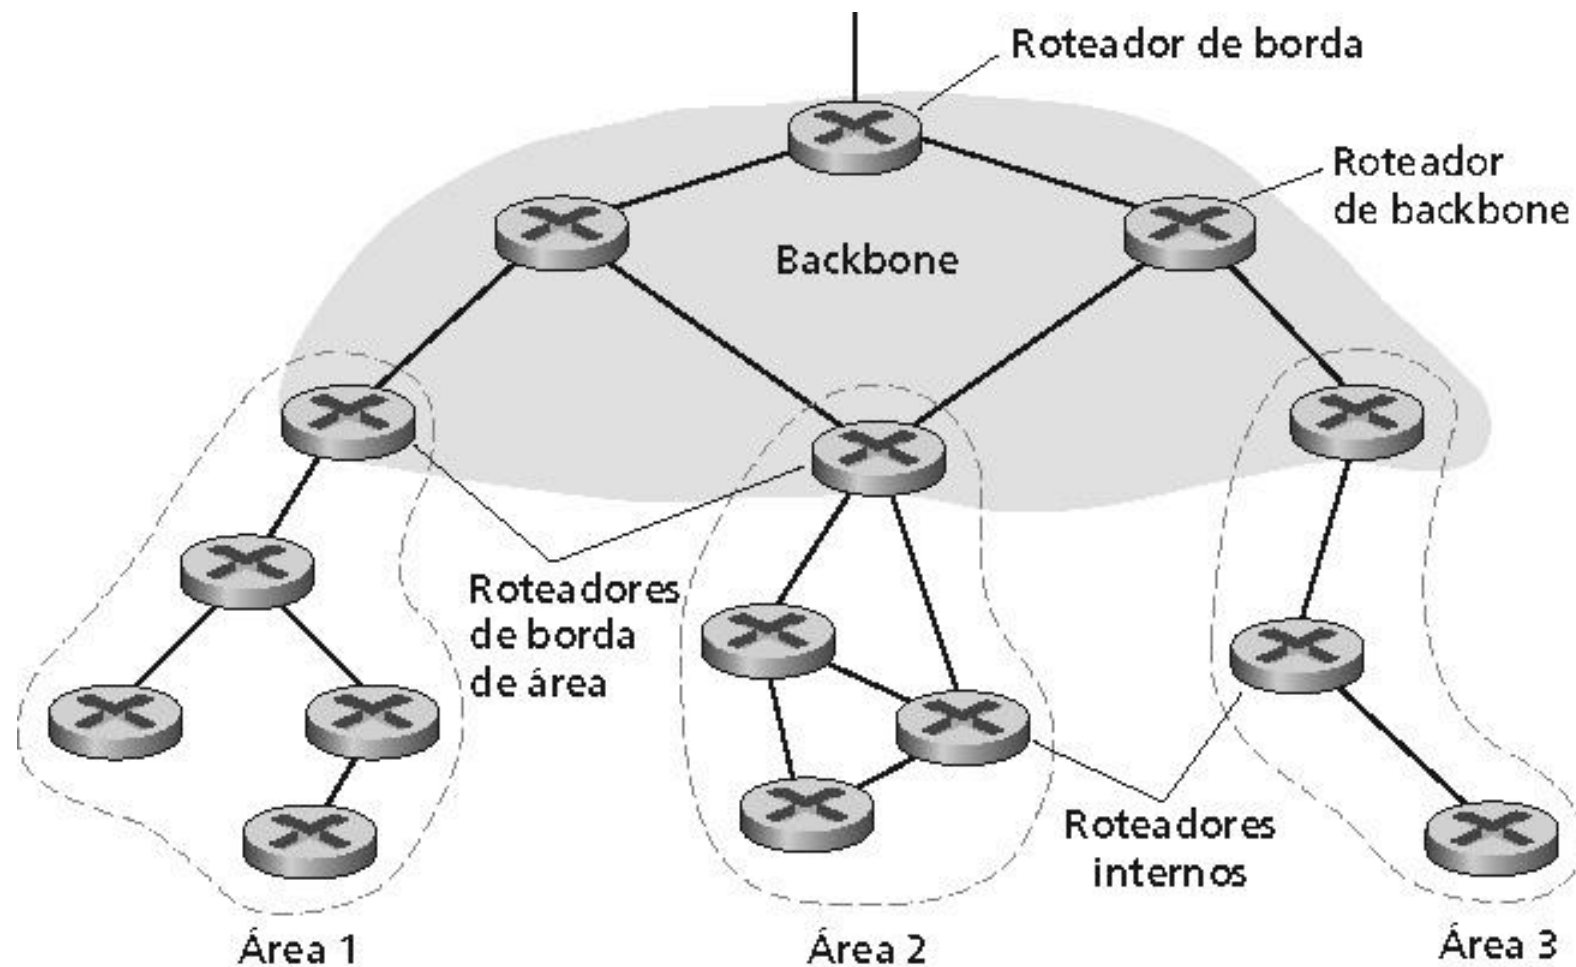 Roteador de borda
Roteador
de backbone
Backbone
Roteadores
de borda
de área
Roteadores
internos
Área 1
Área 2
Área 3